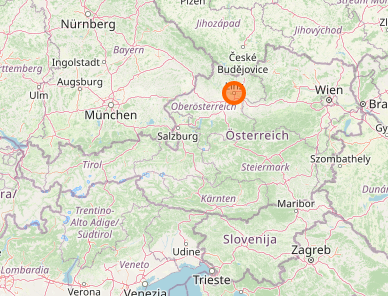 Plzeň
Nürnberg
Jihozápad
Jihovýchod
České
Budějovice
Bayern
Ingolstadt
Augsburg
Ulm
München
Oberösterreich
Wien
Bra
Salzburg
Österreich
Tirol
Steiermark
Szombathely
Kärnten
Maribor
Trentino-
Alto Adige/
Südtirol
Udine
Slovenija
Zagreb
Veneto
Trieste
Verona
Venezia